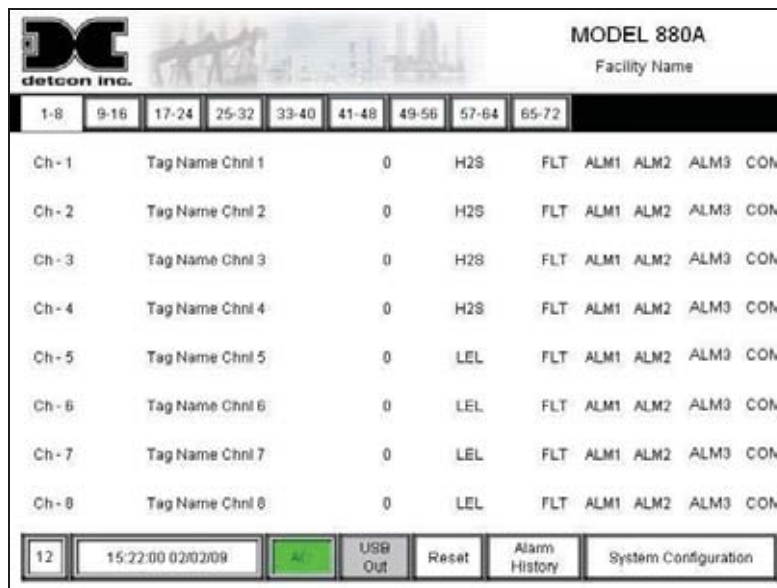 MODEL 880A
detcon inc.
Facility Name
1-8 9-16 17-24 25-32 33-40 41-48 49-56 57-64 65-72
Ch - 1 Tag Name Chnl 1 0 H2S FLT ALM1 ALM2 ALM3 COM
Ch - 2 Tag Name Chnl 2 0 H2S FLT ALM1 ALM2 ALM3 COM
Ch - 3 Tag Name Chnl 3 0 H2S FLT ALM1 ALM2 ALM3 COM
Ch - 4 Tag Name Chnl 4 0 H2S FLT ALM1 ALM2 ALM3 COM
Ch - 5 Tag Name Chnl 5 0 LEL FLT ALM1 ALM2 ALM3 COM
Ch - 6 Tag Name Chnl 6 0 LEL FLT ALM1 ALM2 ALM3 COM
Ch - 7 Tag Name Chnl 7 0 LEL FLT ALM1 ALM2 ALM3 COM
Ch - 8 Tag Name Chnl 8 0 LEL FLT ALM1 ALM2 ALM3 COM
12 15:22:00 02/02/09 USB Out Reset Alarm History System Configuration